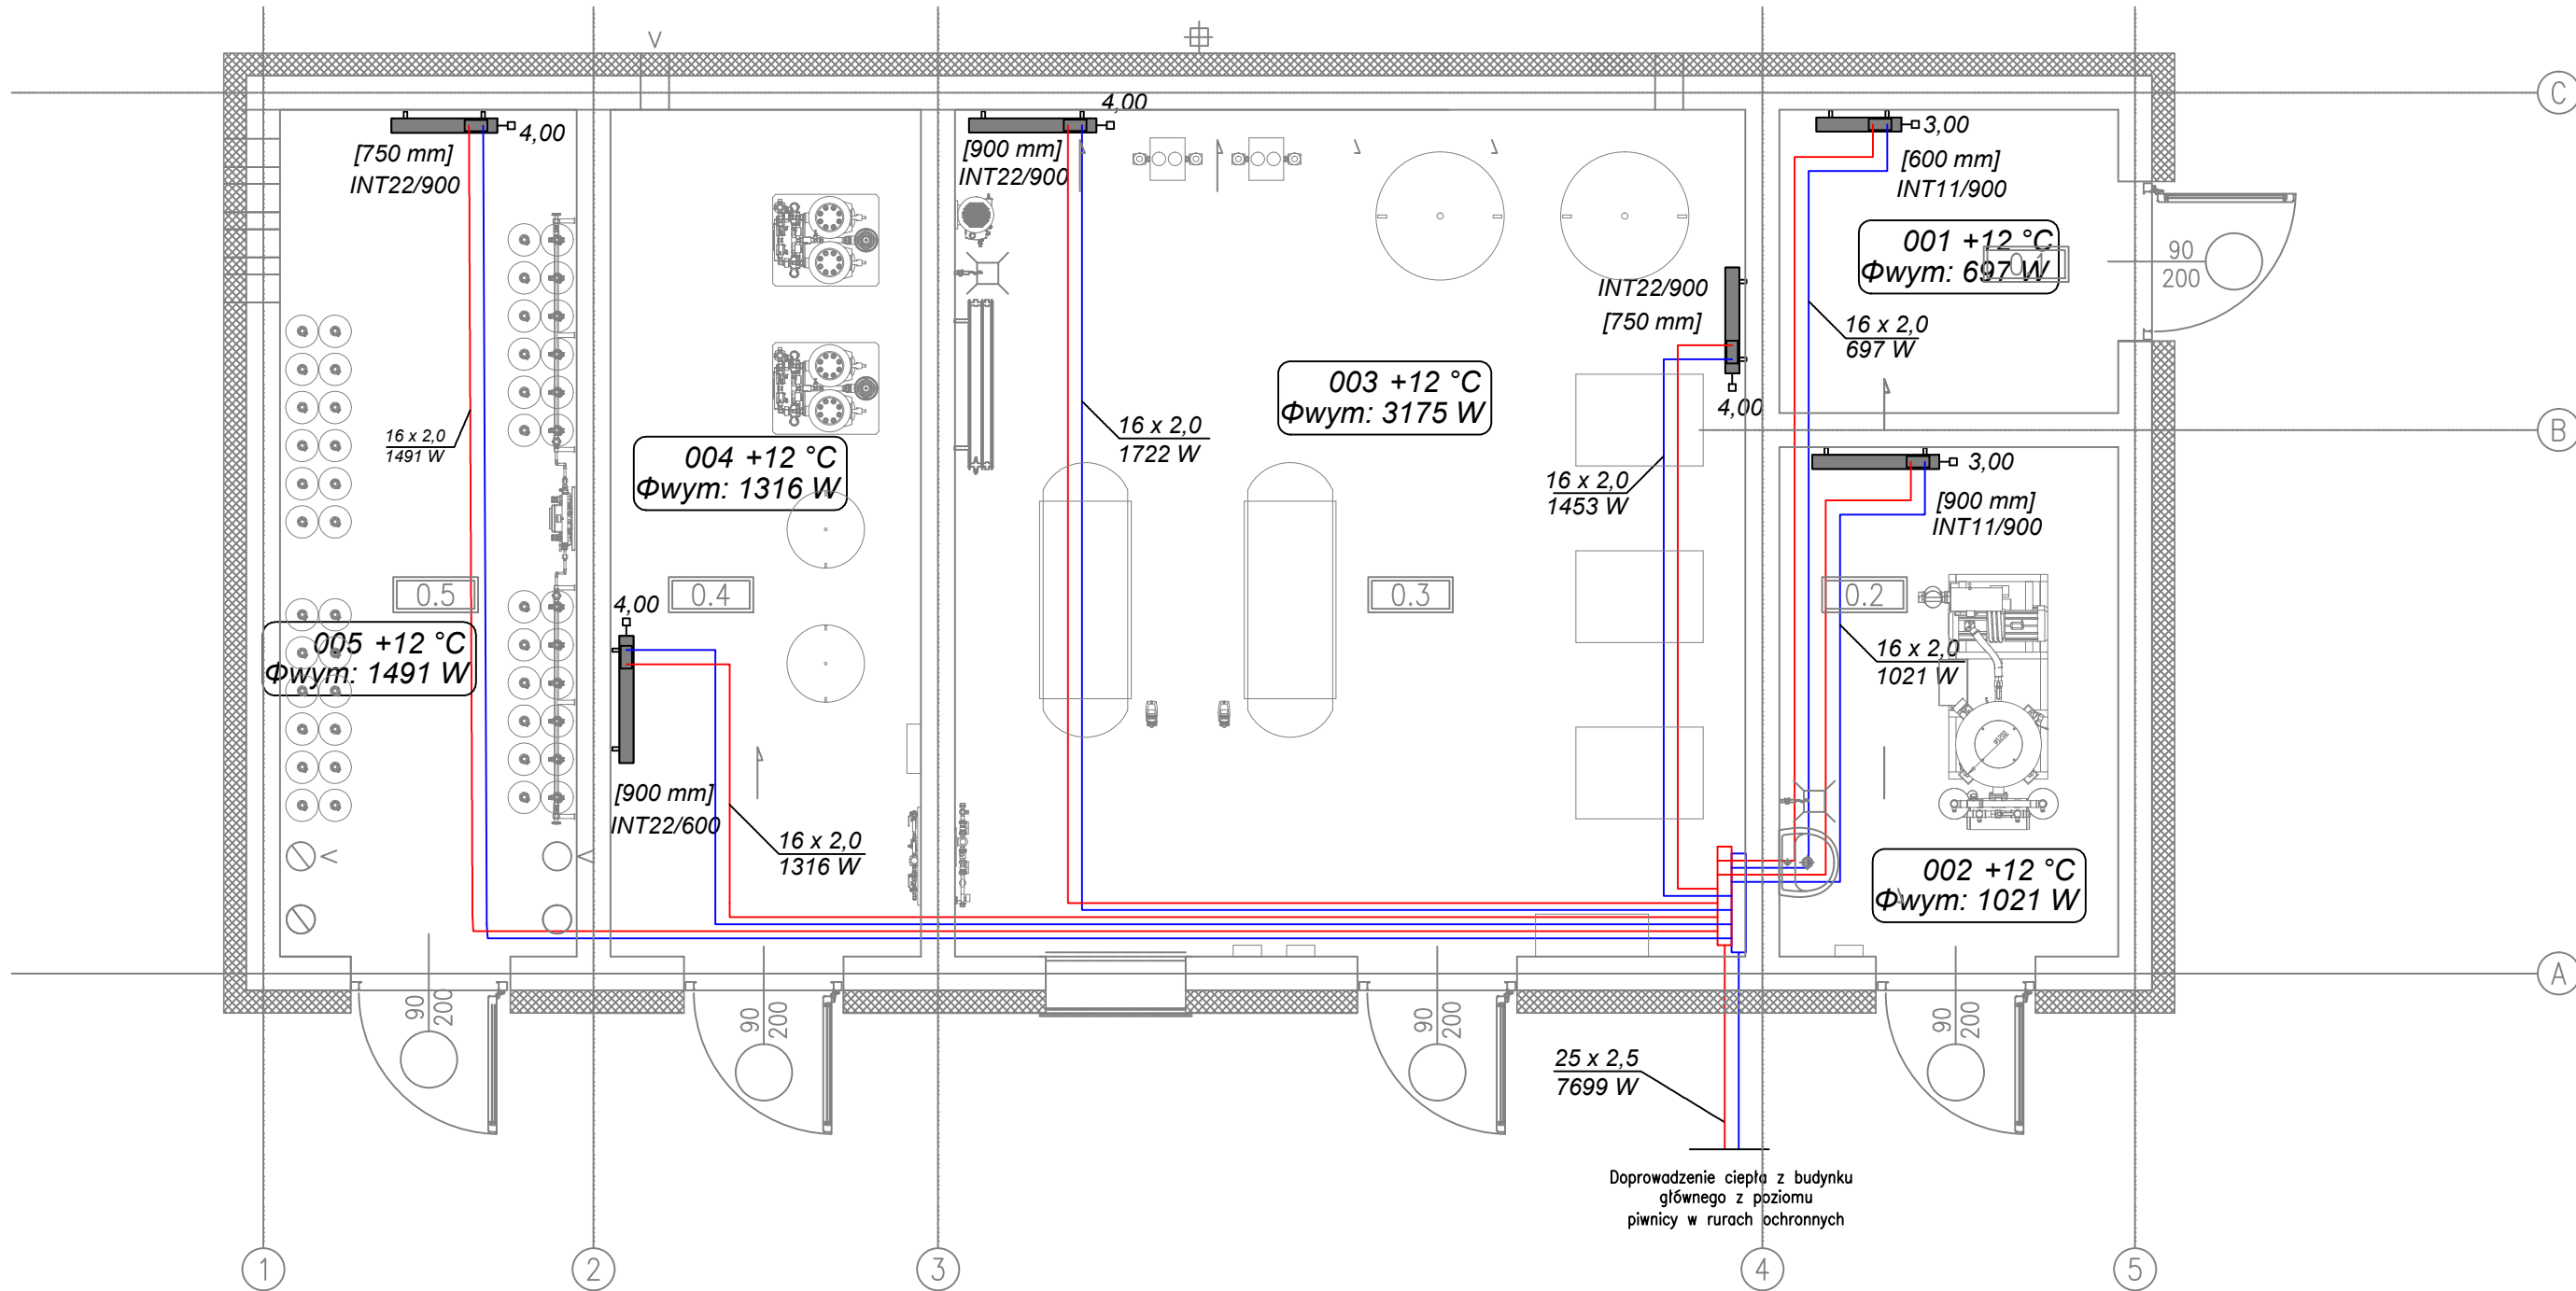 C
4,00
4,00
3,00
[750 mm]
INT22/900
[900 mm]
INT22/900
[600 mm]
INT11/900
001 +12 °C
Φwym: 697 W
0.1
90
200
INT22/900
[750 mm]
16 x 2,0
697 W
003 +12 °C
Φwym: 3175 W
4,00
16 x 2,0
1491 W
16 x 2,0
1722 W
B
004 +12 °C
Φwym: 1316 W
16 x 2,0
1453 W
3,00
[900 mm]
INT11/900
0.5
4,00
0.4
0.3
0.2
005 +12 °C
Φwym: 1491 W
16 x 2,0
1021 W
[900 mm]
INT22/600
16 x 2,0
1316 W
002 +12 °C
Φwym: 1021 W
A
90
200
90
200
90
200
90
200
25 x 2,5
7699 W
Doprowadzenie ciepła z budynku
głównego z poziomu
piwnicy w rurach ochronnych
1
2
3
4
5